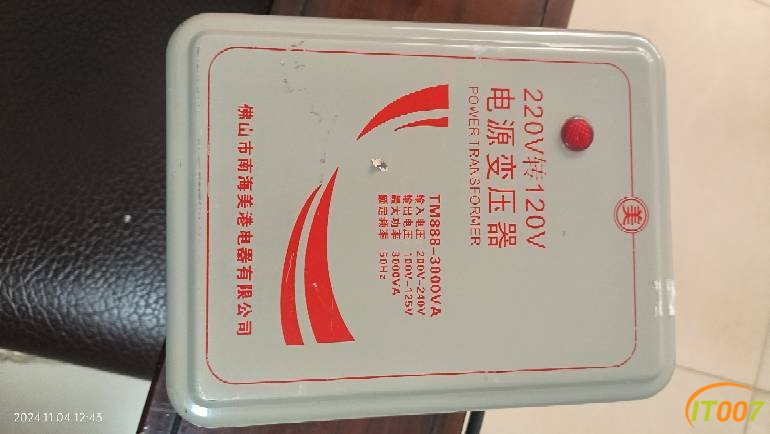 美
220V转120V
电源变压器
POWER TRANSFORMER
TM888-3000VA
输入电压 200V-240V
输出电压 100V-125V
最大功率 3000VA
额定频率 50Hz
佛山市南海美港电器有限公司
2024.11.04 12:45
IT007